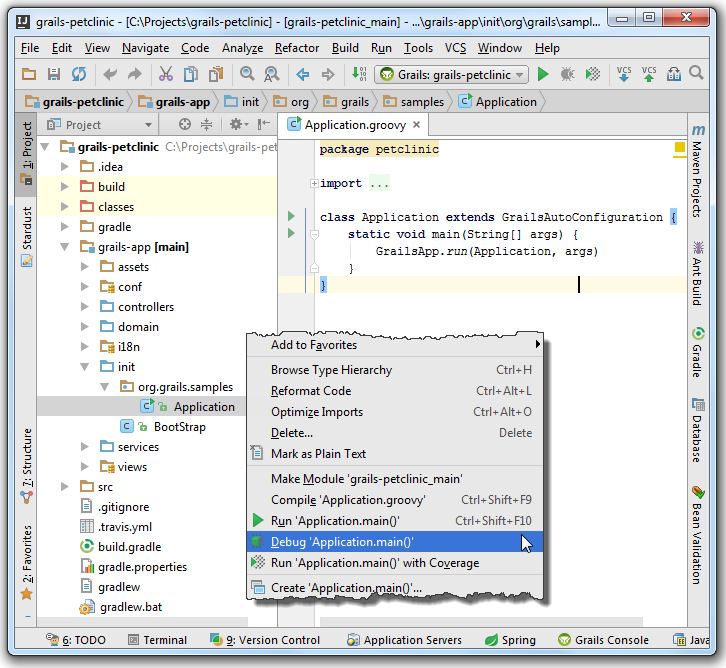 grails-petclinic - [C:\Projects\grails-petclinic] - [grails-petclinic_main] - ...\grails-app\init\org\grails\sampl...
File Edit View Navigate Code Analyze Refactor Build Run Tools VCS Window Help
Grails: grails-petclinic
VCS VCS
grails-petclinic grails-app init org grails samples Application
1: Project
Stardust
7: Structure
2: Favorites
Project
grails-petclinic C:\Projects\grails-pet
.idea
build
classes
gradle
grails-app [main]
assets
conf
controllers
domain
i18n
init
org.grails.samples
Application
BootStrap
services
views
src
.gitignore
.travis.yml
build.gradle
gradle.properties
gradlew
gradlew.bat
Application.groovy
package petclinic
import ...
class Application extends GrailsAutoConfiguration {
static void main(String[] args) {
GrailsApp.run(Application, args)
}
}
Add to Favorites
Browse Type Hierarchy Ctrl+H
Reformat Code Ctrl+Alt+L
Optimize Imports Ctrl+Alt+O
Delete... Delete
Mark as Plain Text
Make Module 'grails-petclinic_main'
Compile 'Application.groovy' Ctrl+Shift+F9
Run 'Application.main()' Ctrl+Shift+F10
Debug 'Application.main()'
Run 'Application.main()' with Coverage
Create 'Application.main()'...
Maven Projects
Ant Build
Gradle
Database
Bean Validation
6: TODO Terminal 9: Version Control Application Servers Spring Grails Console Java